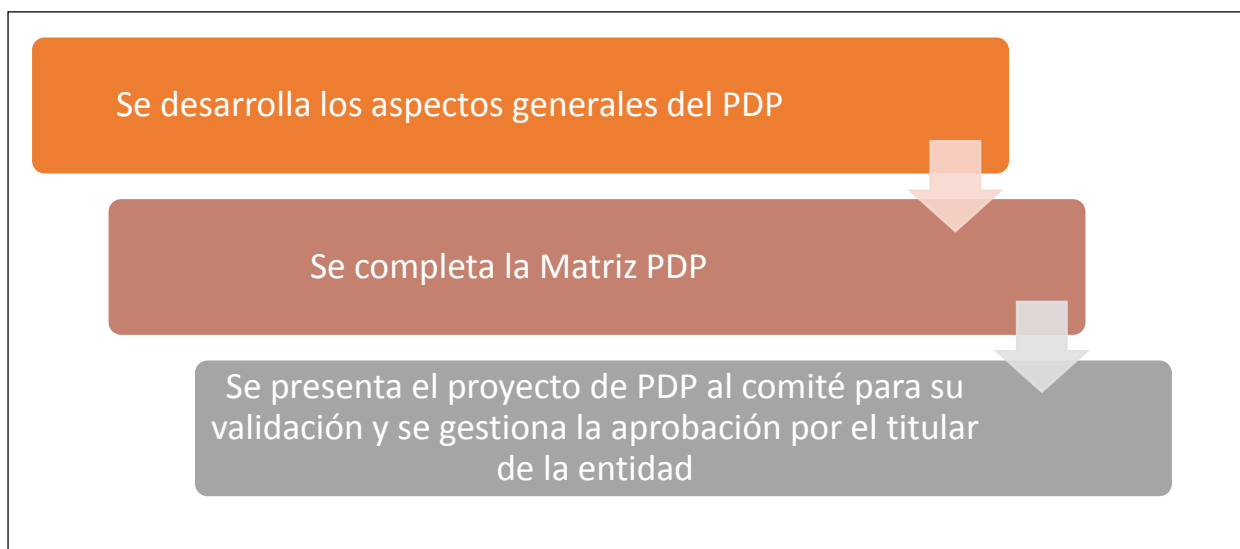 Se desarrolla los aspectos generales del PDP
Se completa la Matriz PDP
Se presenta el proyecto de PDP al comité para su
validación y se gestiona la aprobación por el titular
de la entidad